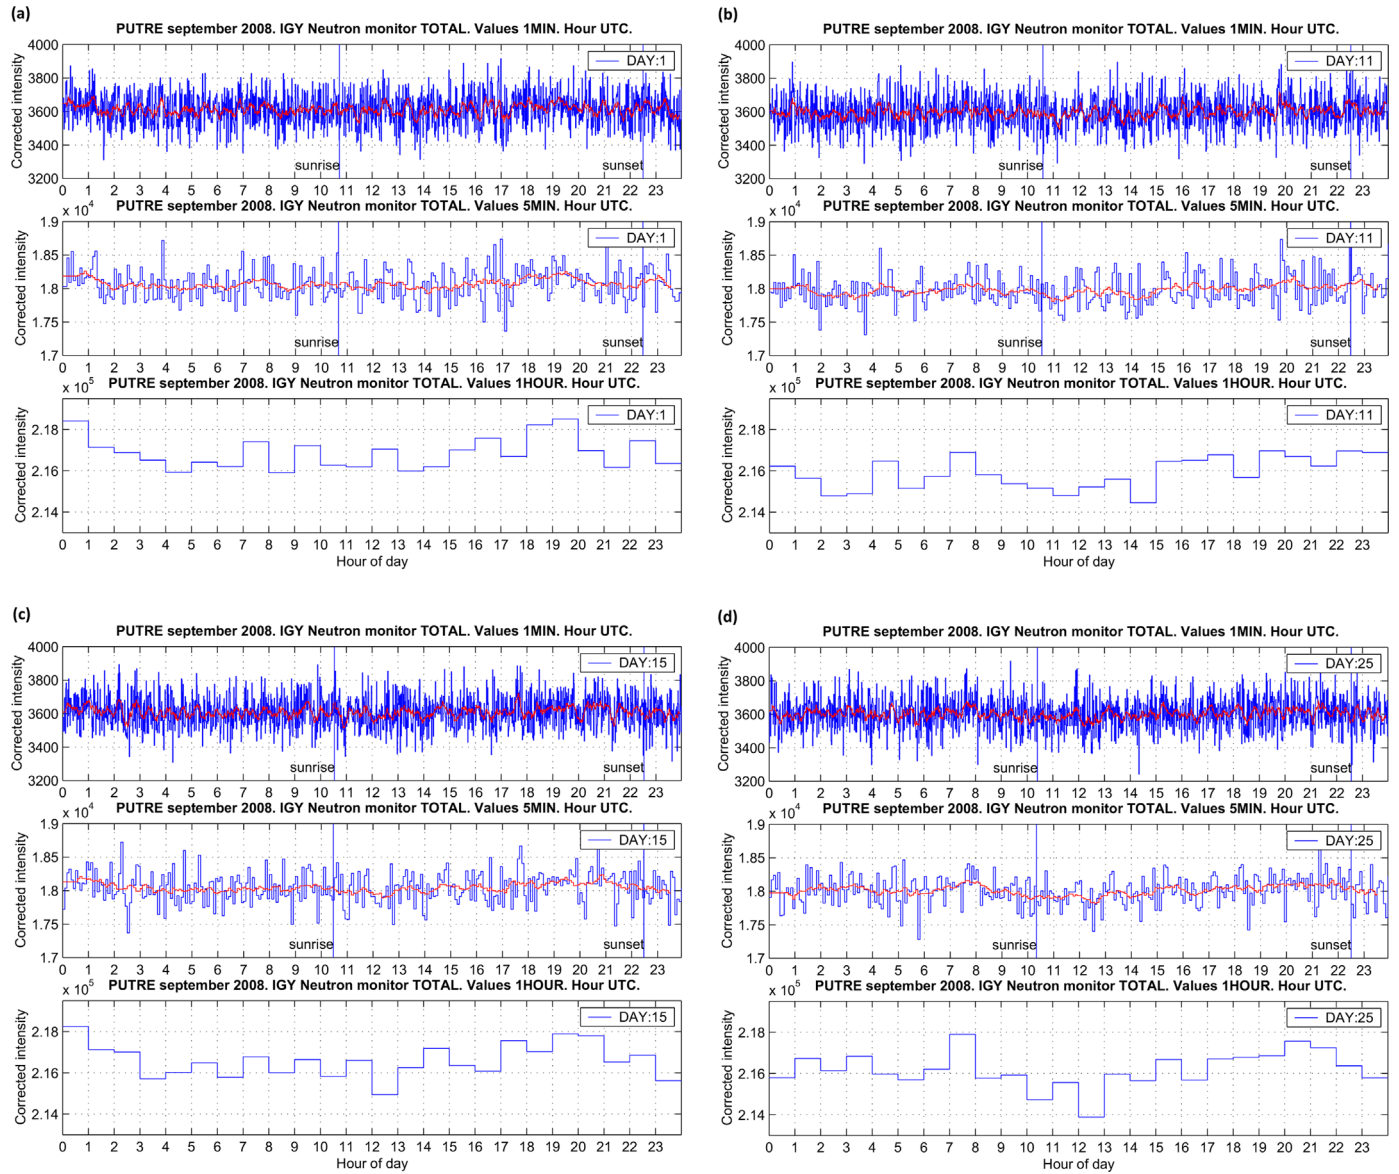 (a)
PUTRE september 2008. IGY Neutron monitor TOTAL. Values 1MIN. Hour UTC.
Corrected intensity
4000
3800
3600
3400
3200
DAY:1
sunrise
sunset
0 1 2 3 4 5 6 7 8 9 10 11 12 13 14 15 16 17 18 19 20 21 22 23
x 10^4
PUTRE september 2008. IGY Neutron monitor TOTAL. Values 5MIN. Hour UTC.
Corrected intensity
1.9
1.85
1.8
1.75
1.7
DAY:1
sunrise
sunset
0 1 2 3 4 5 6 7 8 9 10 11 12 13 14 15 16 17 18 19 20 21 22 23
x 10^5
PUTRE september 2008. IGY Neutron monitor TOTAL. Values 1HOUR. Hour UTC.
Corrected intensity
2.18
2.16
2.14
DAY:1
0 1 2 3 4 5 6 7 8 9 10 11 12 13 14 15 16 17 18 19 20 21 22 23
Hour of day
(b)
PUTRE september 2008. IGY Neutron monitor TOTAL. Values 1MIN. Hour UTC.
Corrected intensity
4000
3800
3600
3400
3200
DAY:11
sunrise
sunset
0 1 2 3 4 5 6 7 8 9 10 11 12 13 14 15 16 17 18 19 20 21 22 23
x 10^4
PUTRE september 2008. IGY Neutron monitor TOTAL. Values 5MIN. Hour UTC.
Corrected intensity
1.9
1.85
1.8
1.75
1.7
DAY:11
sunrise
sunset
0 1 2 3 4 5 6 7 8 9 10 11 12 13 14 15 16 17 18 19 20 21 22 23
x 10^5
PUTRE september 2008. IGY Neutron monitor TOTAL. Values 1HOUR. Hour UTC.
Corrected intensity
2.18
2.16
2.14
DAY:11
0 1 2 3 4 5 6 7 8 9 10 11 12 13 14 15 16 17 18 19 20 21 22 23
Hour of day
(c)
PUTRE september 2008. IGY Neutron monitor TOTAL. Values 1MIN. Hour UTC.
Corrected intensity
4000
3800
3600
3400
3200
DAY:15
sunrise
sunset
0 1 2 3 4 5 6 7 8 9 10 11 12 13 14 15 16 17 18 19 20 21 22 23
x 10^4
PUTRE september 2008. IGY Neutron monitor TOTAL. Values 5MIN. Hour UTC.
Corrected intensity
1.9
1.85
1.8
1.75
1.7
DAY:15
sunrise
sunset
0 1 2 3 4 5 6 7 8 9 10 11 12 13 14 15 16 17 18 19 20 21 22 23
x 10^5
PUTRE september 2008. IGY Neutron monitor TOTAL. Values 1HOUR. Hour UTC.
Corrected intensity
2.18
2.16
2.14
DAY:15
0 1 2 3 4 5 6 7 8 9 10 11 12 13 14 15 16 17 18 19 20 21 22 23
Hour of day
(d)
PUTRE september 2008. IGY Neutron monitor TOTAL. Values 1MIN. Hour UTC.
Corrected intensity
4000
3800
3600
3400
3200
DAY:25
sunrise
sunset
0 1 2 3 4 5 6 7 8 9 10 11 12 13 14 15 16 17 18 19 20 21 22 23
x 10^4
PUTRE september 2008. IGY Neutron monitor TOTAL. Values 5MIN. Hour UTC.
Corrected intensity
1.9
1.85
1.8
1.75
1.7
DAY:25
sunrise
sunset
0 1 2 3 4 5 6 7 8 9 10 11 12 13 14 15 16 17 18 19 20 21 22 23
x 10^5
PUTRE september 2008. IGY Neutron monitor TOTAL. Values 1HOUR. Hour UTC.
Corrected intensity
2.18
2.16
2.14
DAY:25
0 1 2 3 4 5 6 7 8 9 10 11 12 13 14 15 16 17 18 19 20 21 22 23
Hour of day